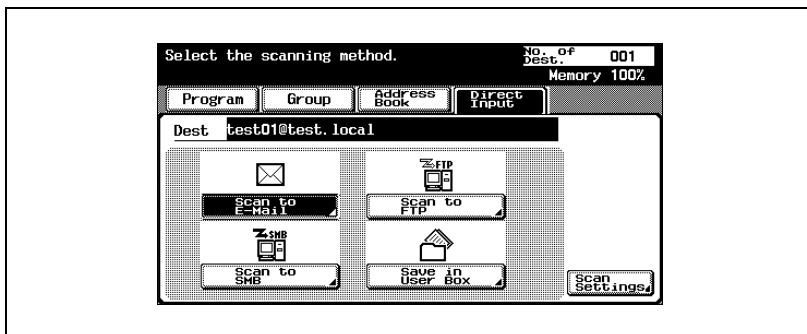 Select the scanning method.
No. of Dest. 001
Memory 100%
Program Group Address Book Direct Input
Dest test01@test.local
FTP
Scan to E-Mail
Scan to FTP
SMB
Scan to SMB
Save in User Box
Scan Settings